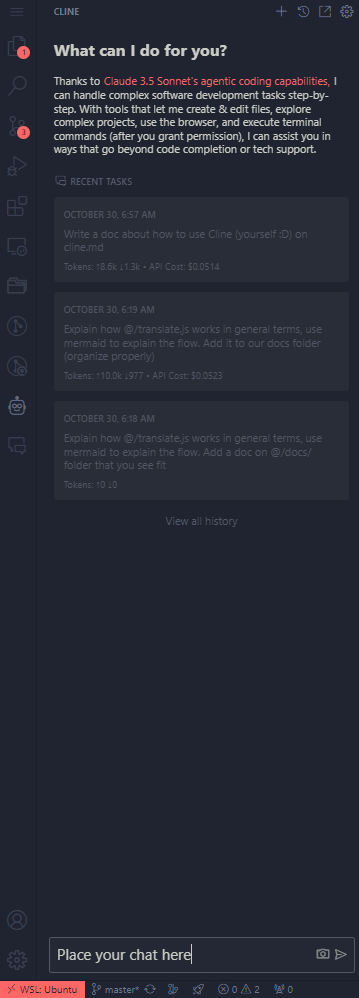 CLINE
What can I do for you?
Thanks to Claude 3.5 Sonnet's agentic coding capabilities, I
can handle complex software development tasks step-by-
step. With tools that let me create & edit files, explore
complex projects, use the browser, and execute terminal
commands (after you grant permission), I can assist you in
ways that go beyond code completion or tech support.
1
3
RECENT TASKS
OCTOBER 30, 6:57 AM
Write a doc about how to use Cline (yourself :D) on
cline.md
Tokens: ↑8.6k ↓1.3k • API Cost: $0.0514
OCTOBER 30, 6:19 AM
Explain how @/translate.js works in general terms, use
mermaid to explain the flow. Add it to our docs folder
(organize properly)
Tokens: ↑10.0k ↓977 • API Cost: $0.0523
OCTOBER 30, 6:18 AM
Explain how @/translate.js works in general terms, use
mermaid to explain the flow. Add a doc on @/docs/
folder that you see fit
Tokens: ↑0 ↓0
View all history
Place your chat here
WSL: Ubuntu master* 0 2 0